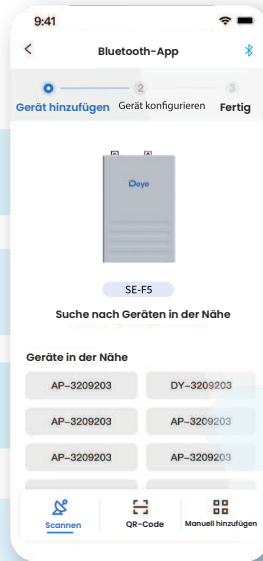 9:41
Bluetooth-App
2
3
Gerät hinzufügen Gerät konfigurieren Fertig
Deye
SE-F5
Suche nach Geräten in der Nähe
Geräte in der Nähe
AP-3209203 DY-3209203
AP-3209203 AP-3209203
AP-3209203 AP-3209203
Scannen QR-Code Manuell hinzufügen